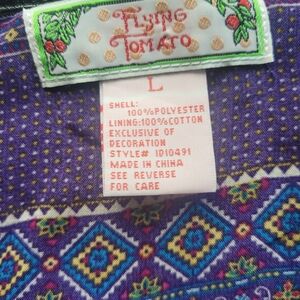 FLYING
TOMATO
L
SHELL:
100%POLYESTER
LINING:100%COTTON
EXCLUSIVE OF
DECORATION
STYLE# ID10491
MADE IN CHINA
SEE REVERSE
FOR CARE